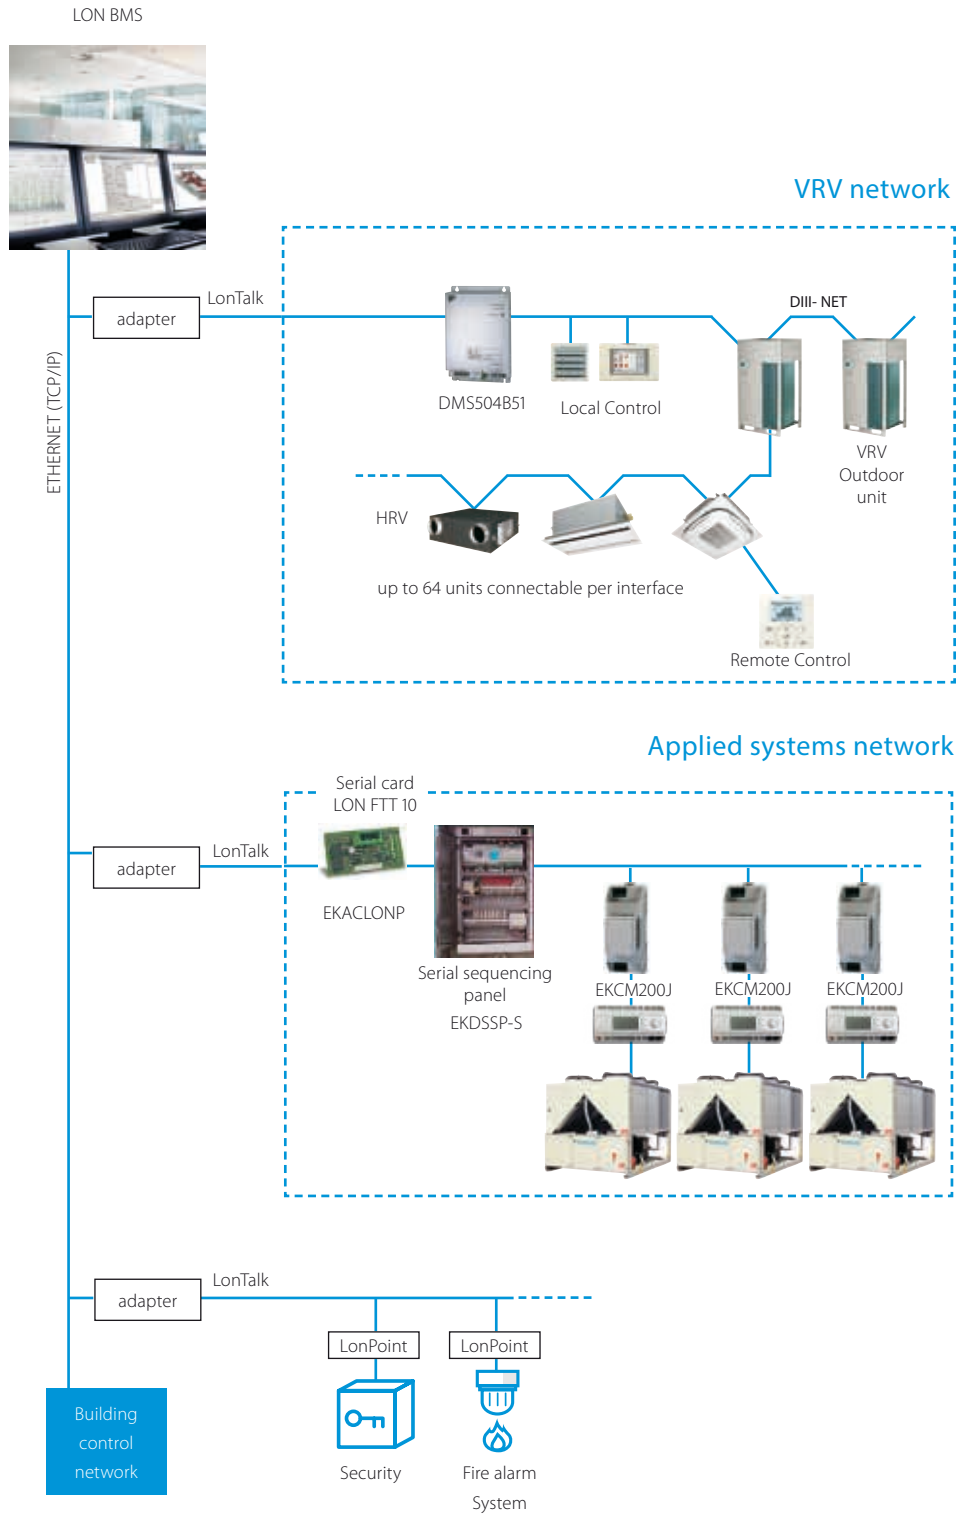 LON BMS
VRV network
adapter
LonTalk
ETHERNET (TCP/IP)
DIII- NET
DMS504B51
Local Control
VRV
Outdoor
unit
HRV
up to 64 units connectable per interface
Remote Control
Applied systems network
Serial card
LON FTT 10
adapter
LonTalk
EKACLONP
Serial sequencing
panel
EKDSSP-S
EKCM200J
EKCM200J
EKCM200J
adapter
LonTalk
LonPoint
LonPoint
Building
control
network
Security
Fire alarm
System